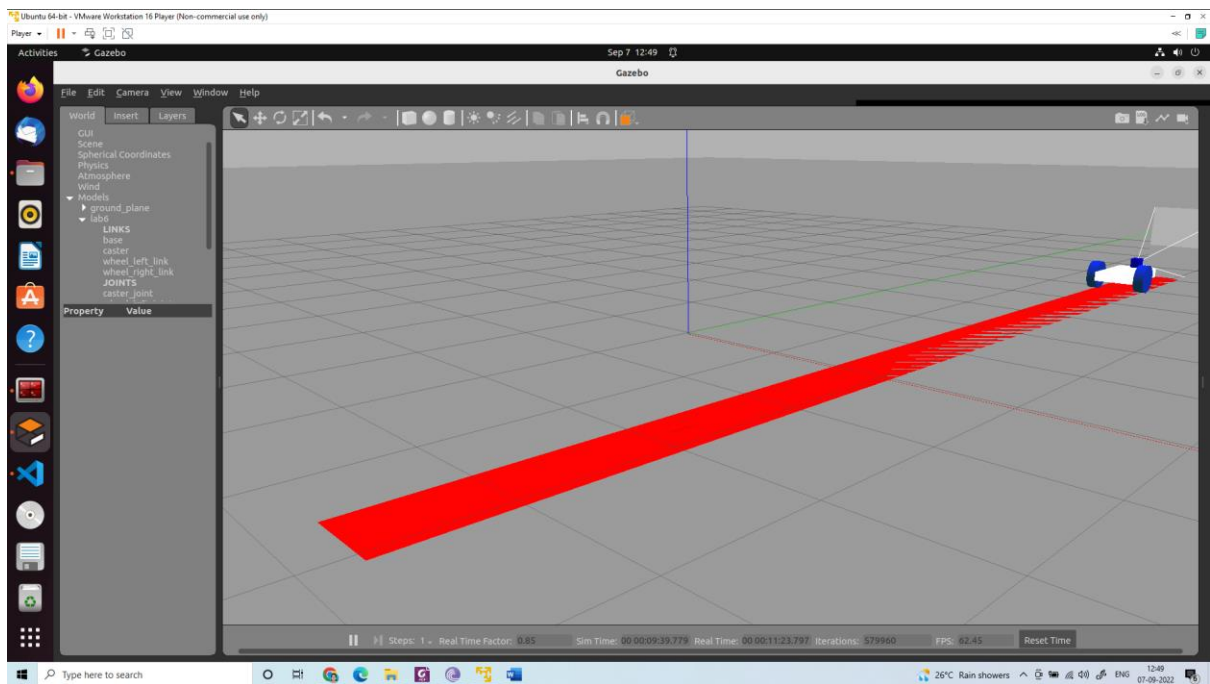 Ubuntu 64-bit - VMware Workstation 16 Player (Non-commercial use only)
Player
Activities Gazebo Sep 7 12:49
Gazebo
File Edit Camera View Window Help
World Insert Layers
GUI
Scene
Spherical Coordinates
Physics
Atmosphere
Wind
Models
ground_plane
lab6
LINKS
base
caster
wheel_left_link
wheel_right_link
JOINTS
caster_joint
Property Value
Steps: 1 Real Time Factor: 0.85 Sim Time: 00 00:09:39.779 Real Time: 00 00:11:23.797 Iterations: 579960 FPS: 62.45 Reset Time
Type here to search 26°C Rain showers ENG 12:49
07-09-2022